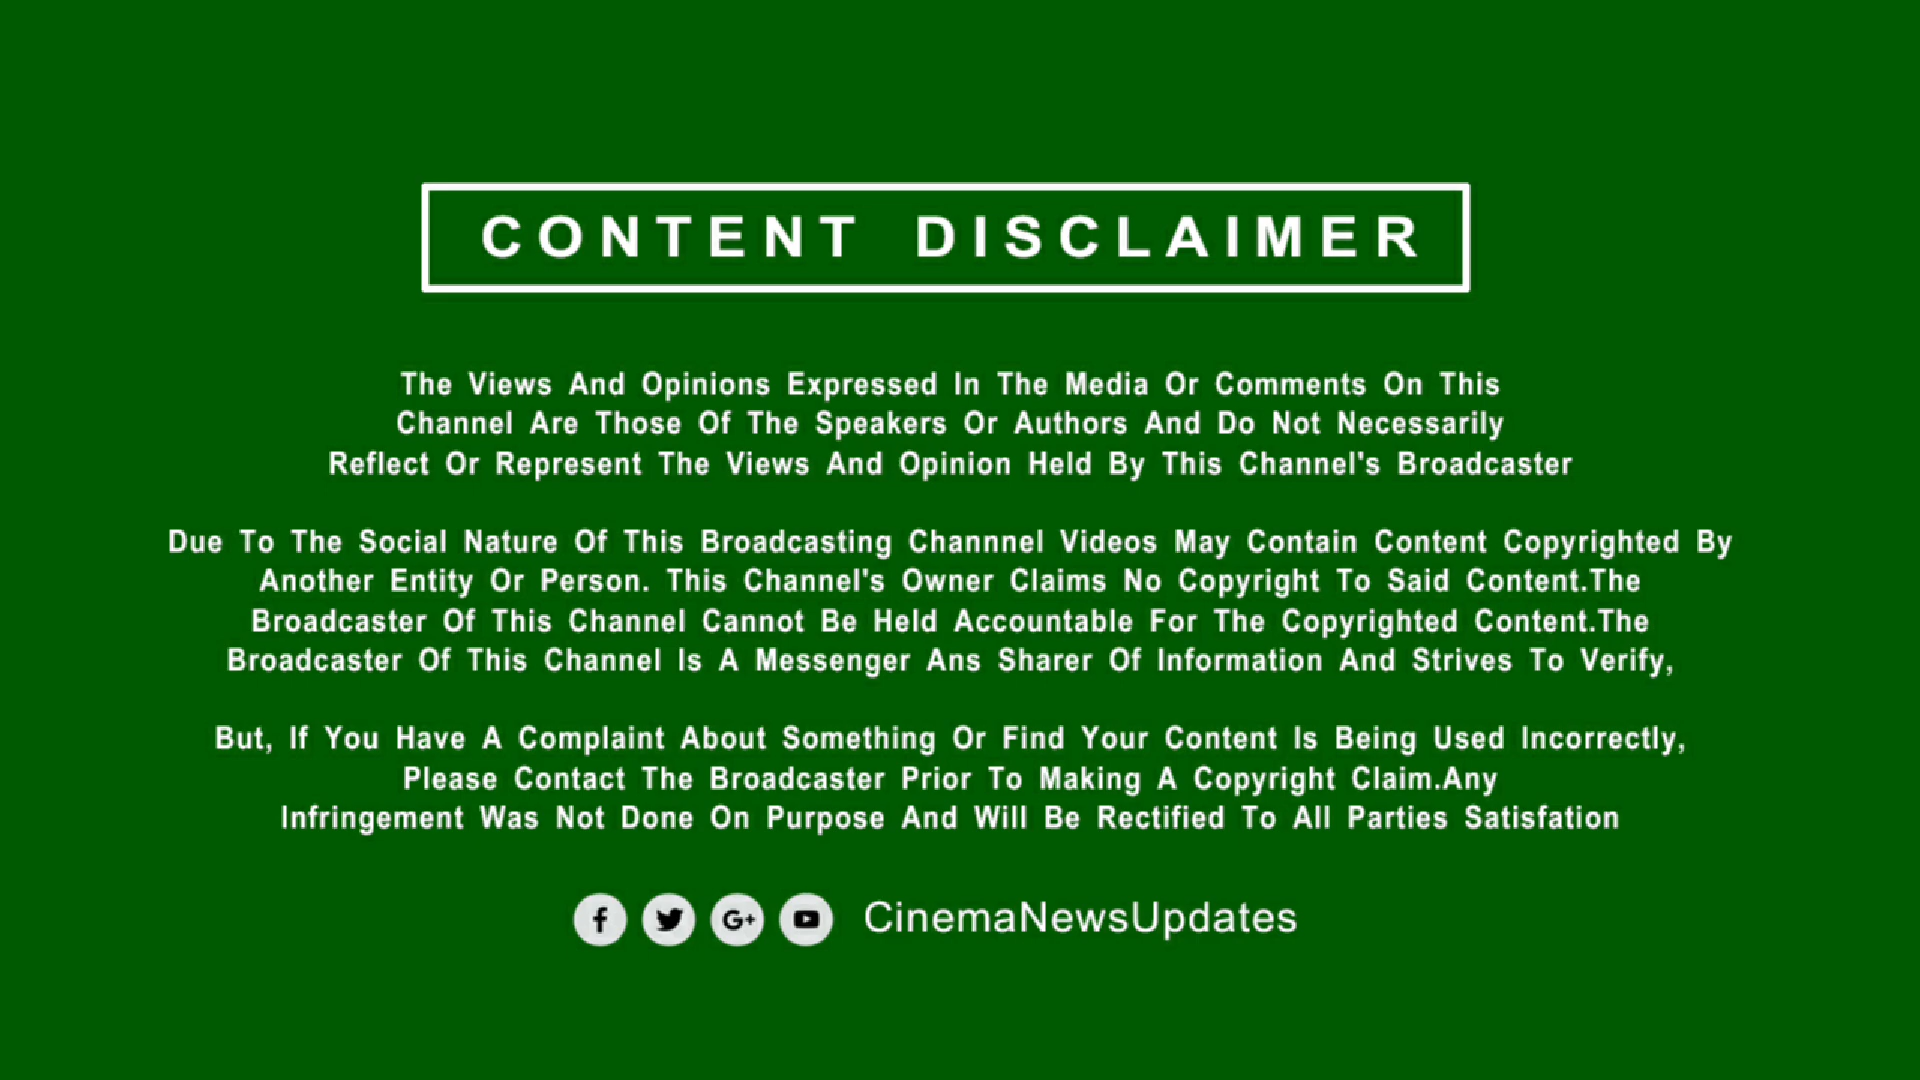 CONTENT DISCLAIMER
The Views And Opinions Expressed In The Media Or Comments On This
Channel Are Those Of The Speakers Or Authors And Do Not Necessarily
Reflect Or Represent The Views And Opinion Held By This Channel's Broadcaster
Due To The Social Nature Of This Broadcasting Channnel Videos May Contain Content Copyrighted By
Another Entity Or Person. This Channel's Owner Claims No Copyright To Said Content.The
Broadcaster Of This Channel Cannot Be Held Accountable For The Copyrighted Content.The
Broadcaster Of This Channel Is A Messenger Ans Sharer Of Information And Strives To Verify,
But, If You Have A Complaint About Something Or Find Your Content Is Being Used Incorrectly,
Please Contact The Broadcaster Prior To Making A Copyright Claim.Any
Infringement Was Not Done On Purpose And Will Be Rectified To All Parties Satisfation
f G+ CinemaNewsUpdates